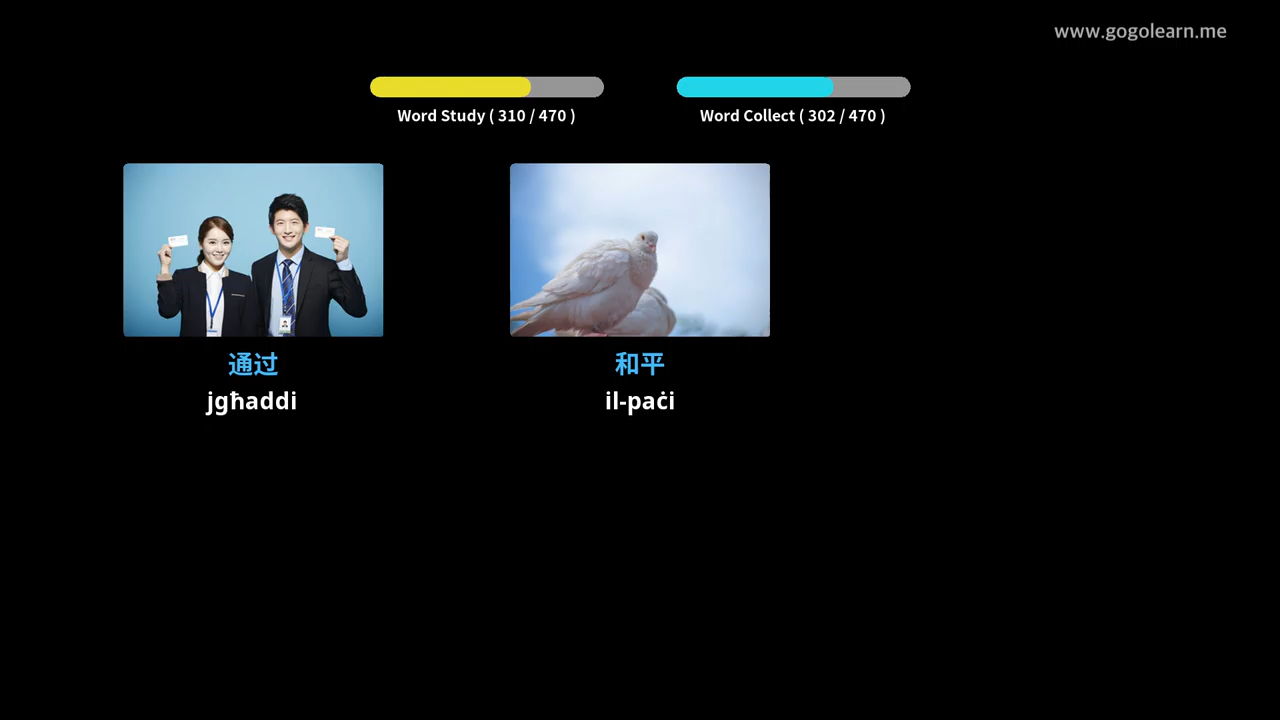 www.gogolearn.me
Word Study ( 310 / 470 )
Word Collect ( 302 / 470 )
通过
jgħaddi
和平
il-paċi